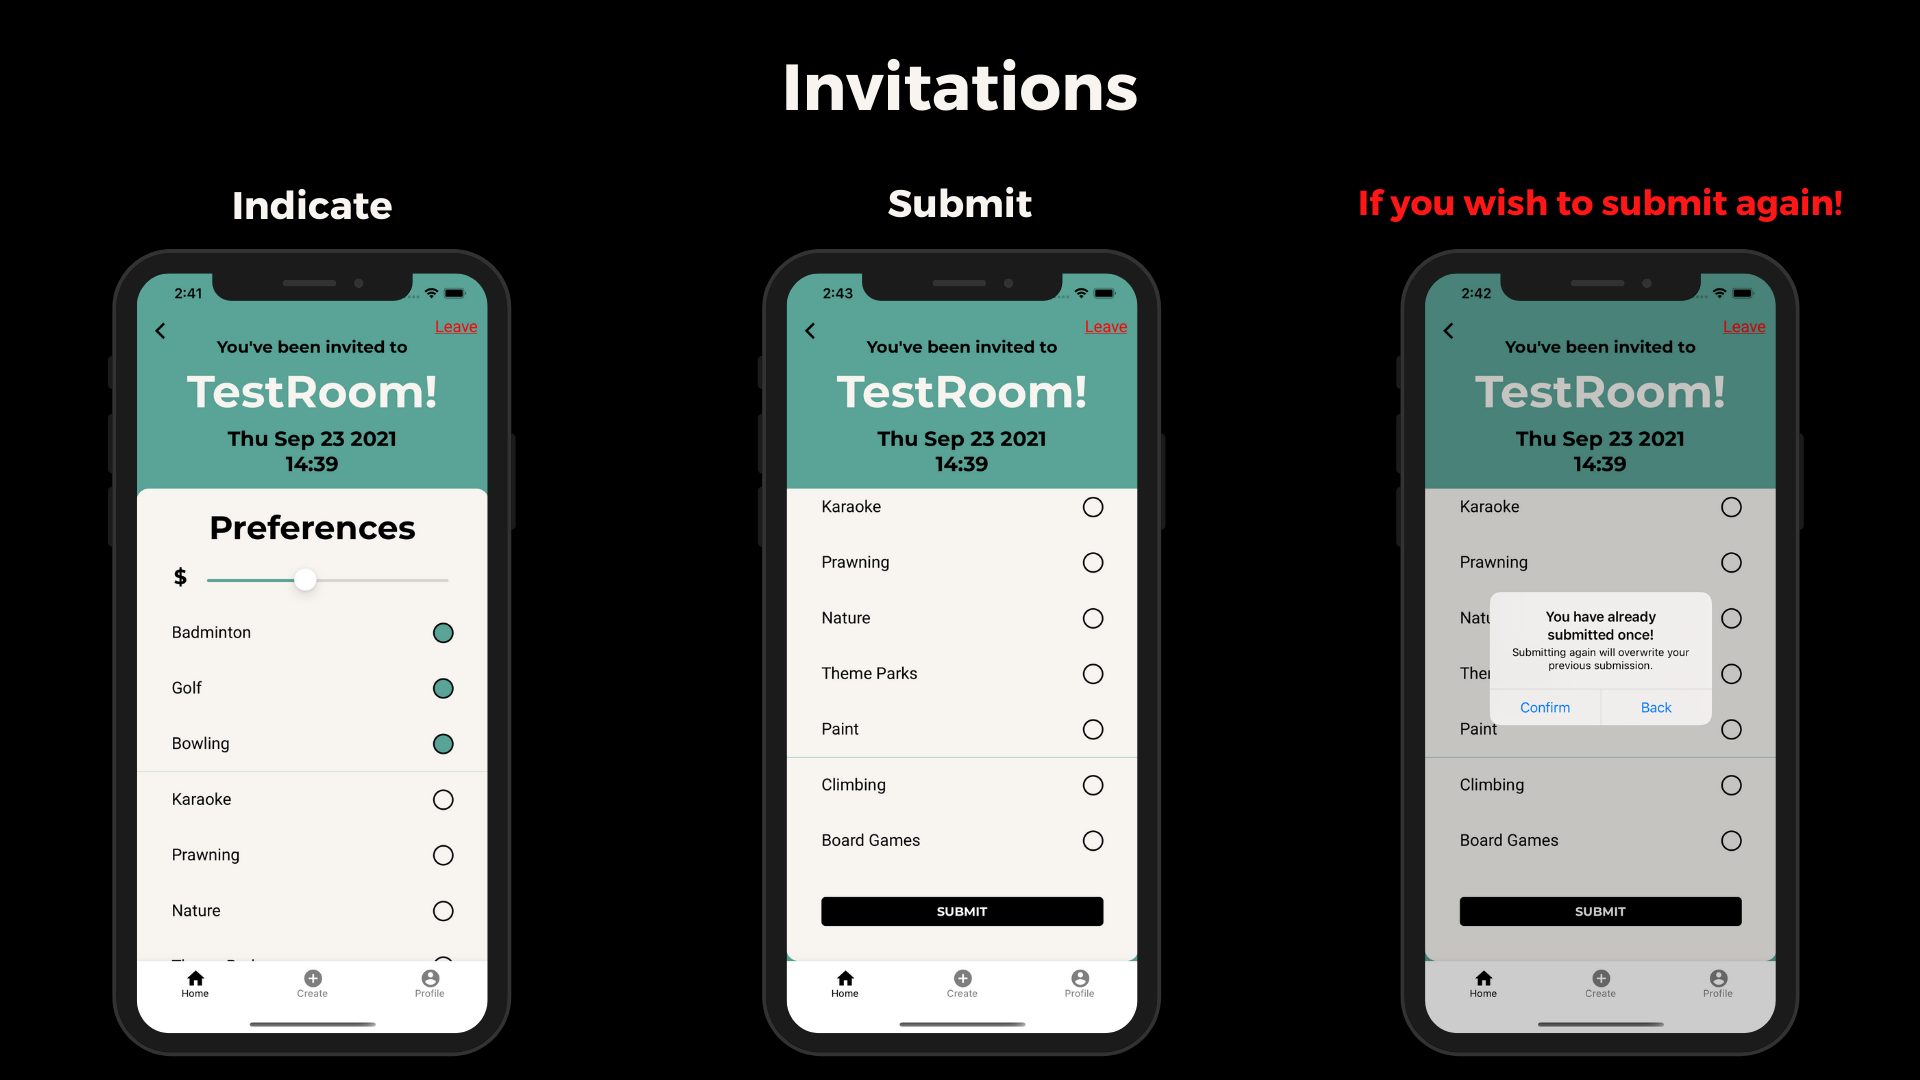 Invitations
Indicate
2:41
Leave
You've been invited to
TestRoom!
Thu Sep 23 2021
14:39
Preferences
$
Badminton
Golf
Bowling
Karaoke
Prawning
Nature
Home
Create
Profile
Submit
2:43
Leave
You've been invited to
TestRoom!
Thu Sep 23 2021
14:39
Karaoke
Prawning
Nature
Theme Parks
Paint
Climbing
Board Games
SUBMIT
Home
Create
Profile
If you wish to submit again!
2:42
Leave
You've been invited to
TestRoom!
Thu Sep 23 2021
14:39
Karaoke
Prawning
You have already
submitted once!
Submitting again will overwrite your
previous submission.
Confirm
Back
Paint
Climbing
Board Games
SUBMIT
Home
Create
Profile